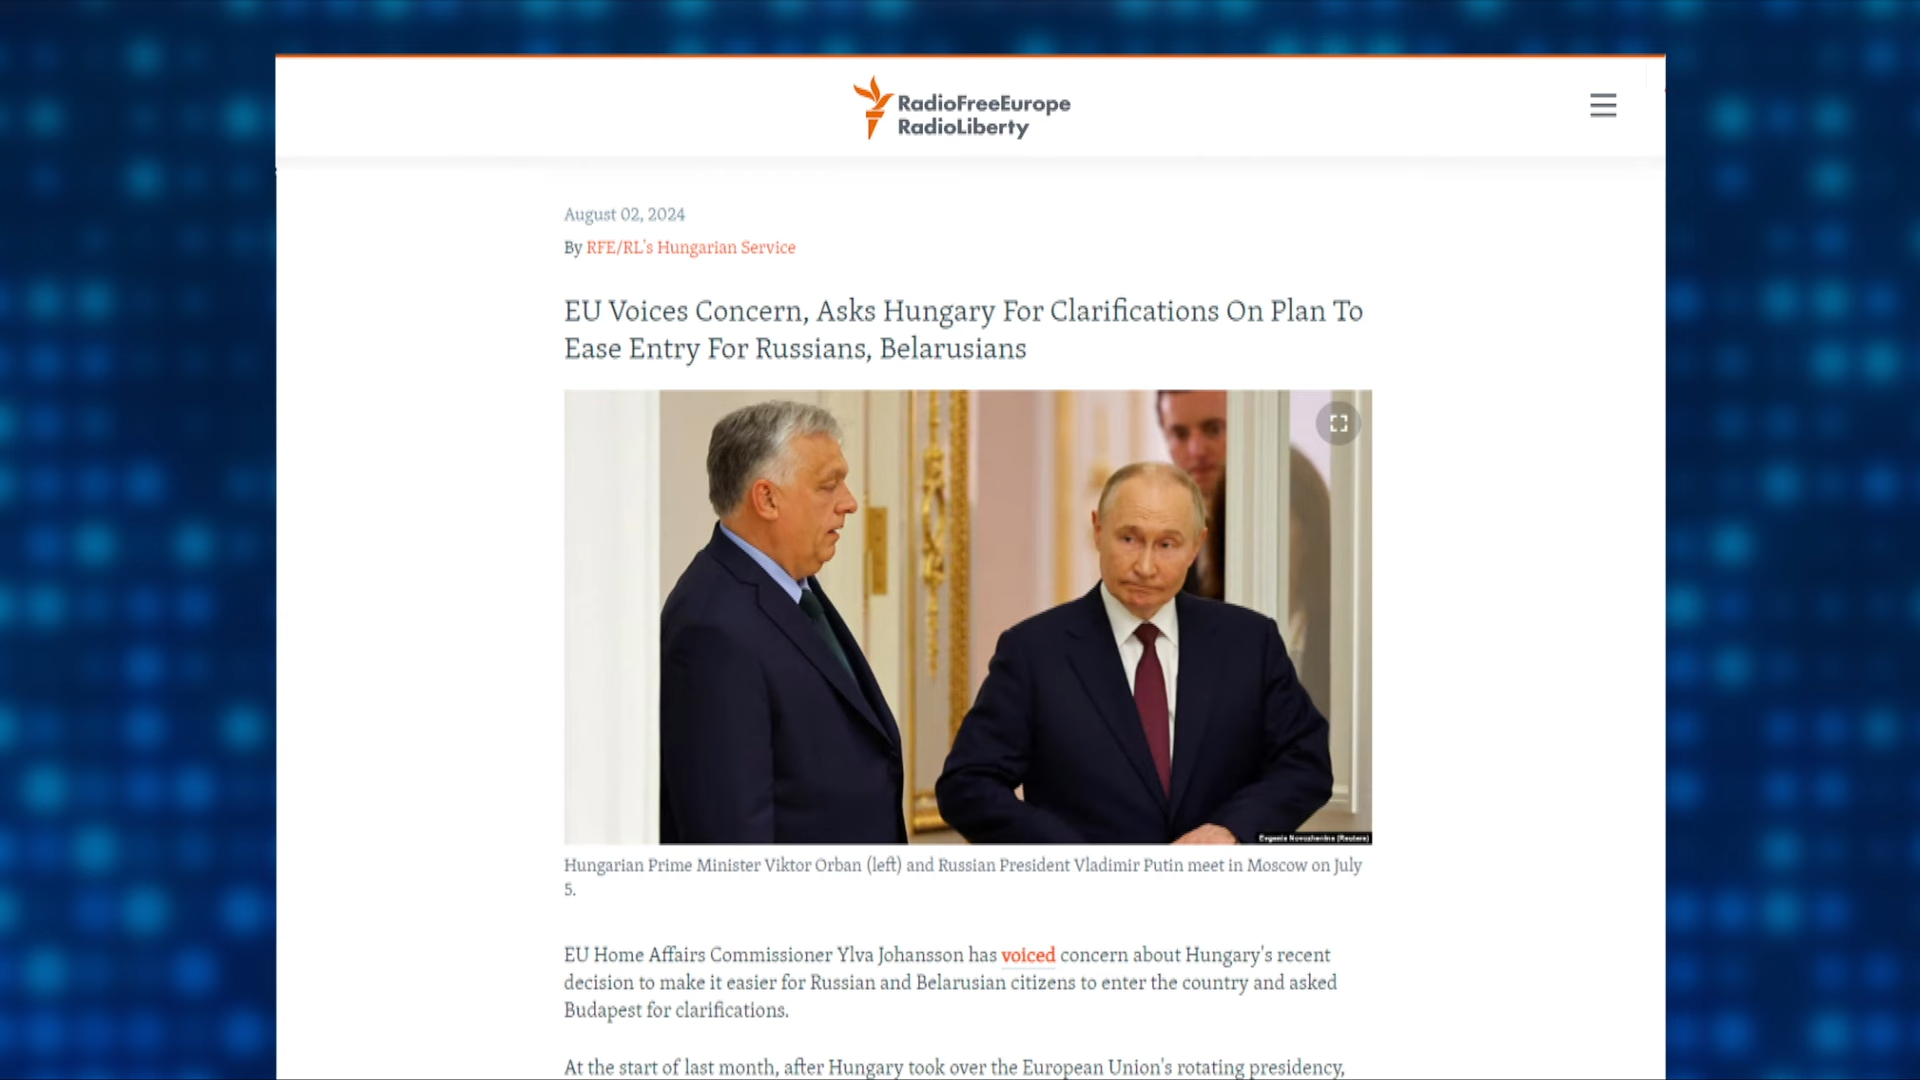 RadioFreeEurope
RadioLiberty
August 02, 2024
By RFE/RL's Hungarian Service
EU Voices Concern, Asks Hungary For Clarifications On Plan To
Ease Entry For Russians, Belarusians
Evgenia Novozhenina (Reuters)
Hungarian Prime Minister Viktor Orban (left) and Russian President Vladimir Putin meet in Moscow on July
5.
EU Home Affairs Commissioner Ylva Johansson has voiced concern about Hungary's recent
decision to make it easier for Russian and Belarusian citizens to enter the country and asked
Budapest for clarifications.
At the start of last month, after Hungary took over the European Union's rotating presidency,